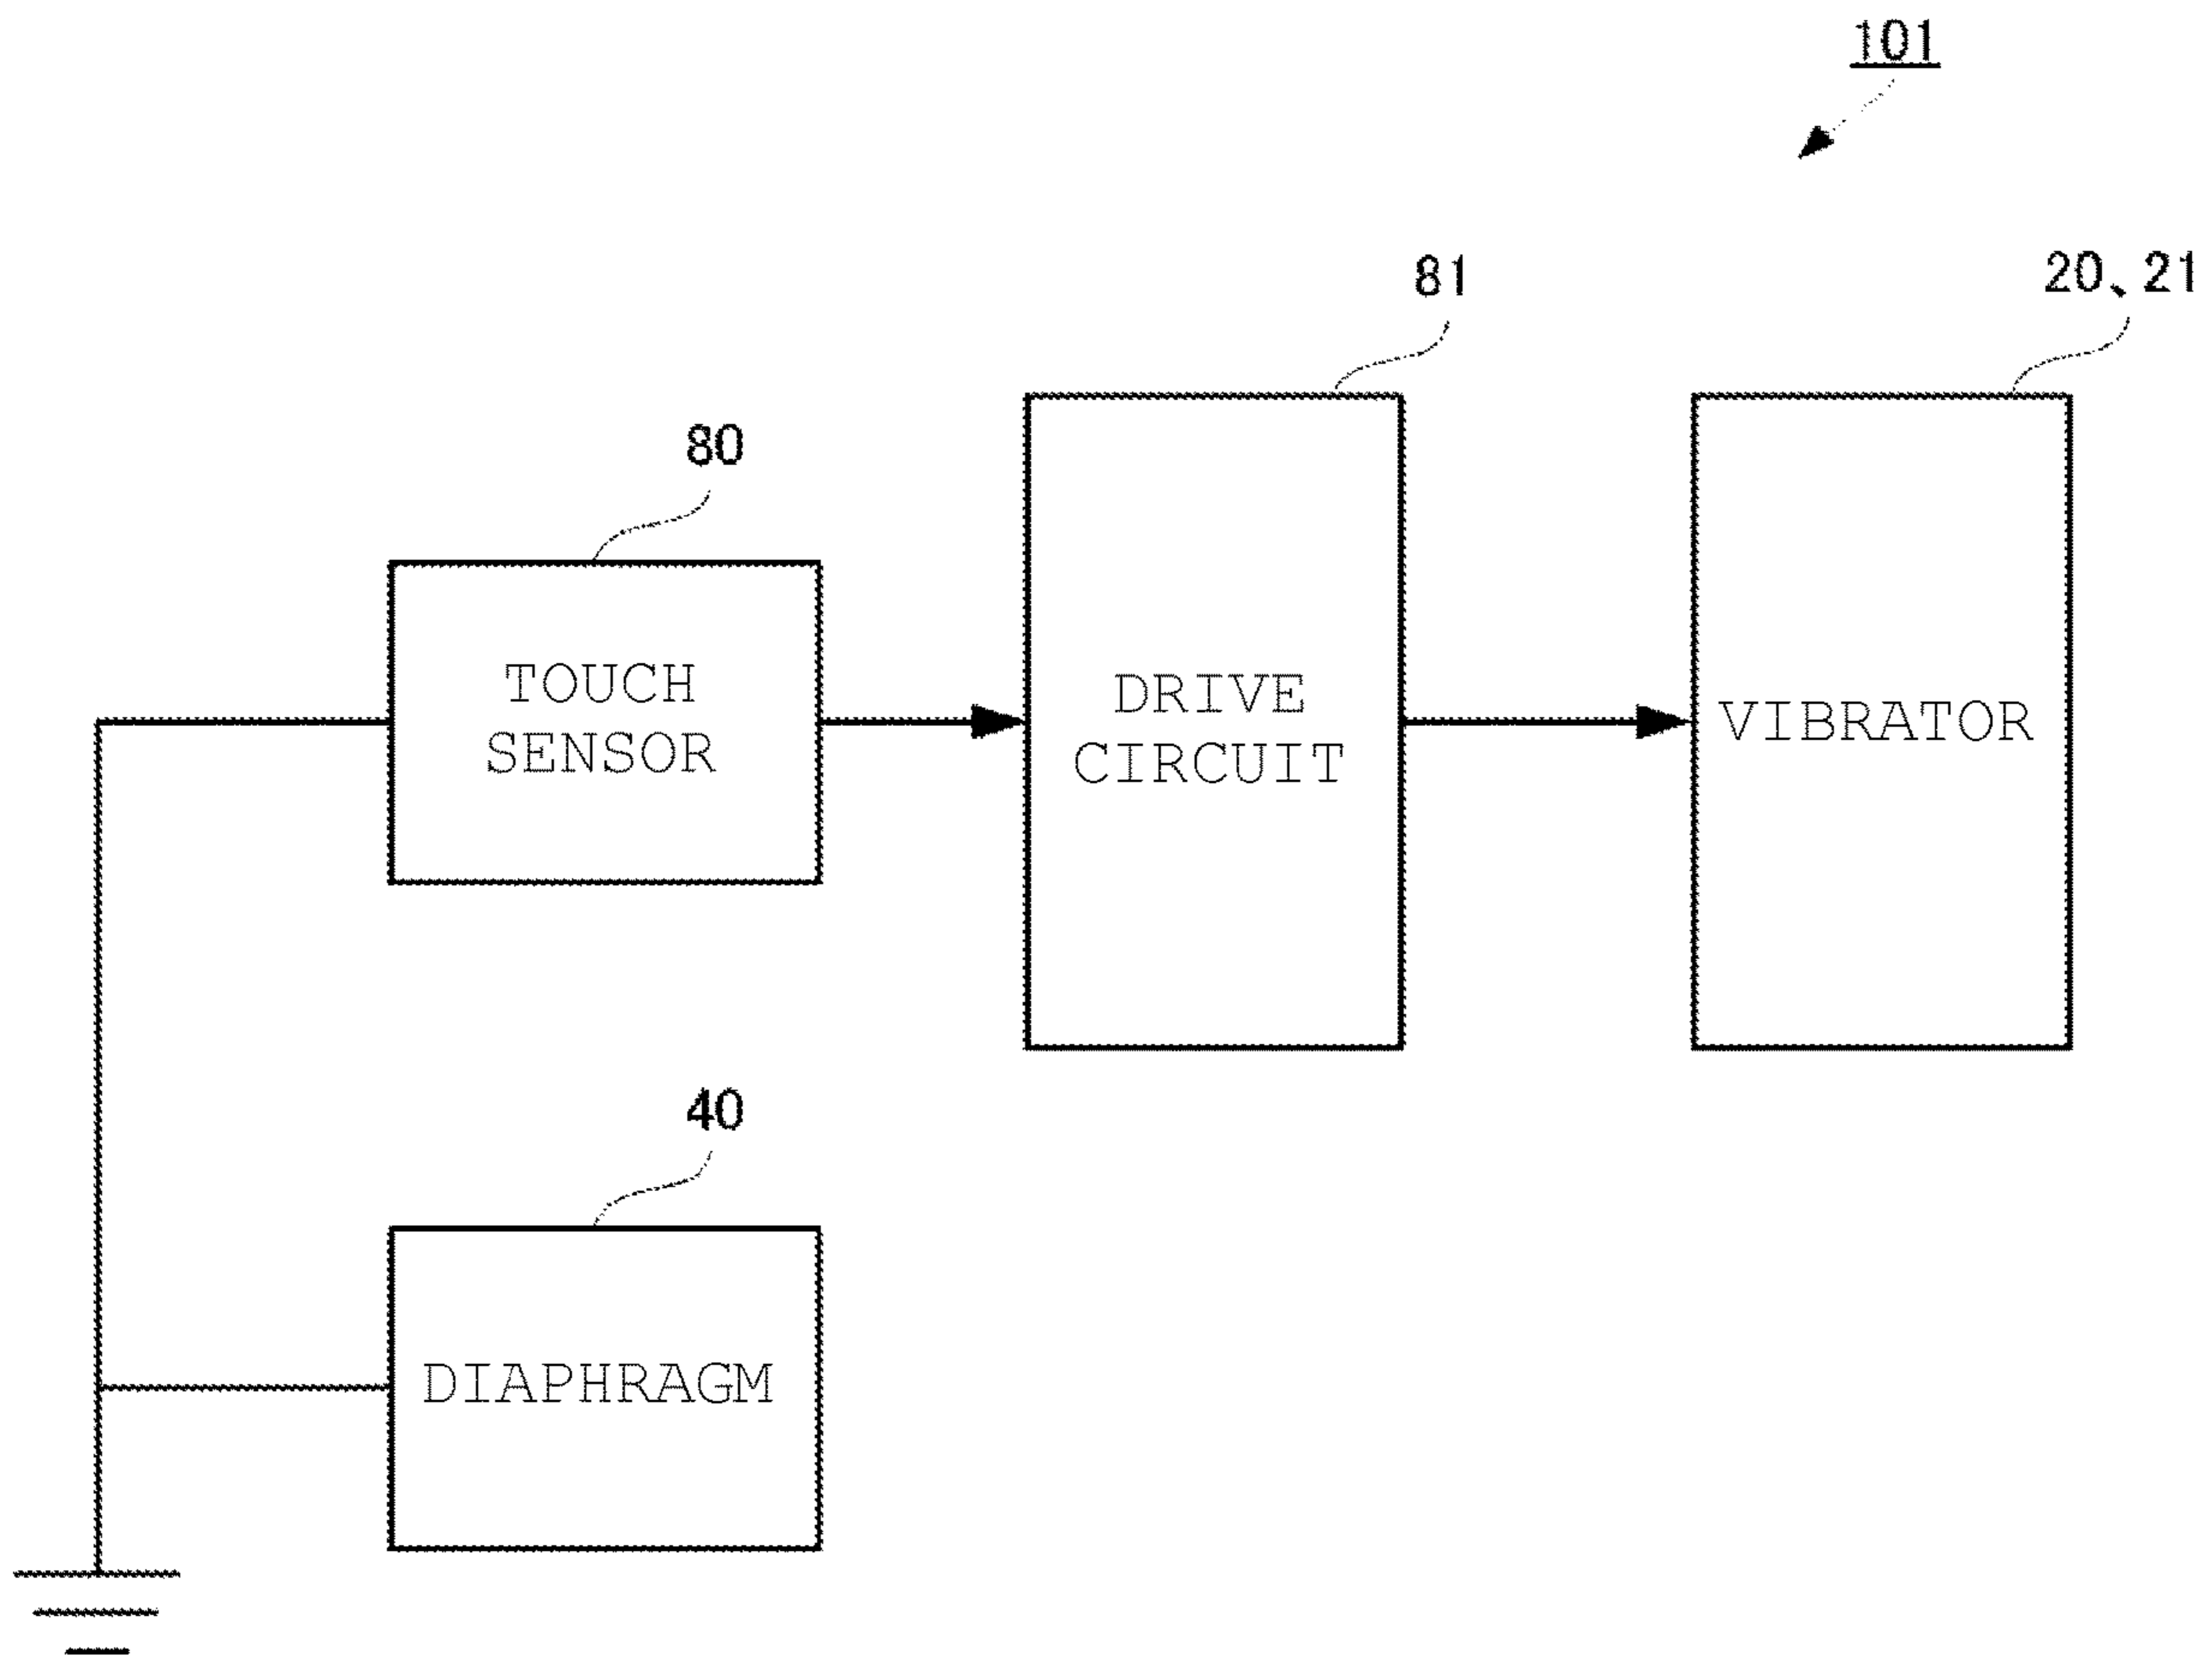 101
81
20、21
80
TOUCH
SENSOR
DRIVE
CIRCUIT
VIBRATOR
40
DIAPHRAGM